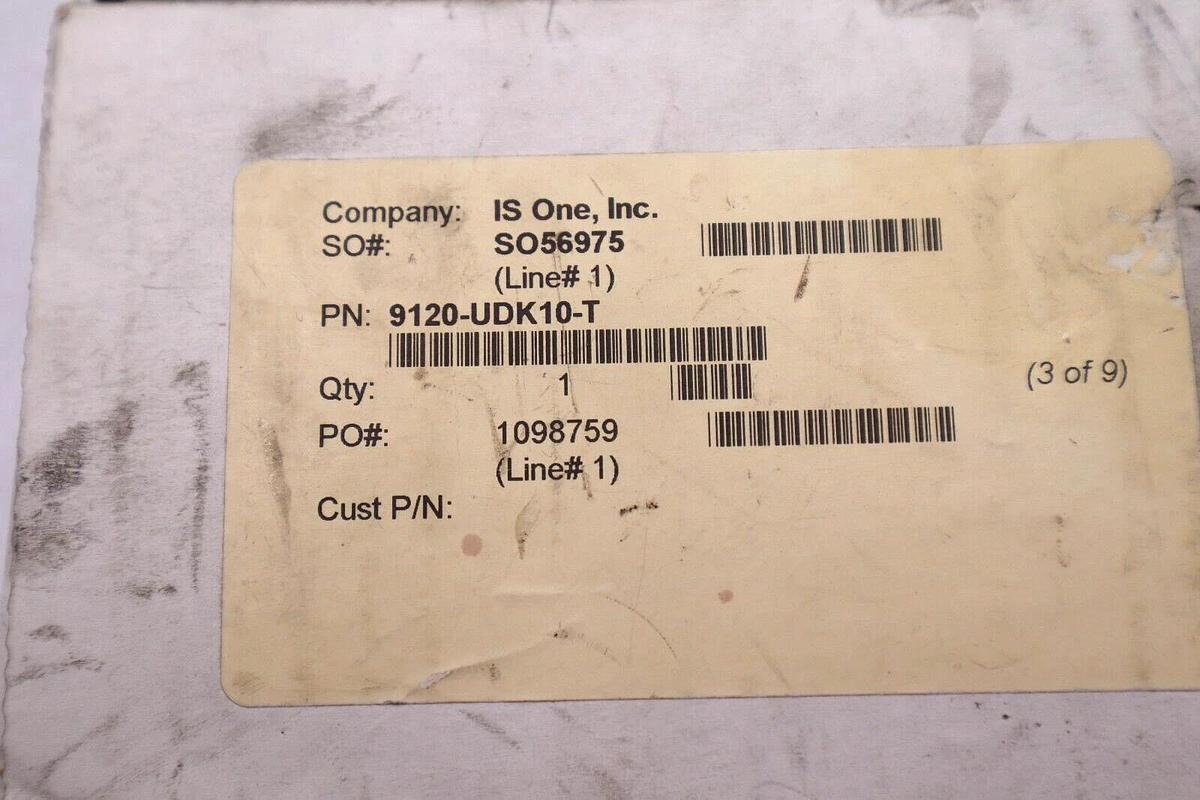 Company: IS One, Inc.
SO#: SO56975
(Line# 1)
PN: 9120-UDK10-T
Qty: 1 (3 of 9)
PO#: 1098759
(Line# 1)
Cust P/N: